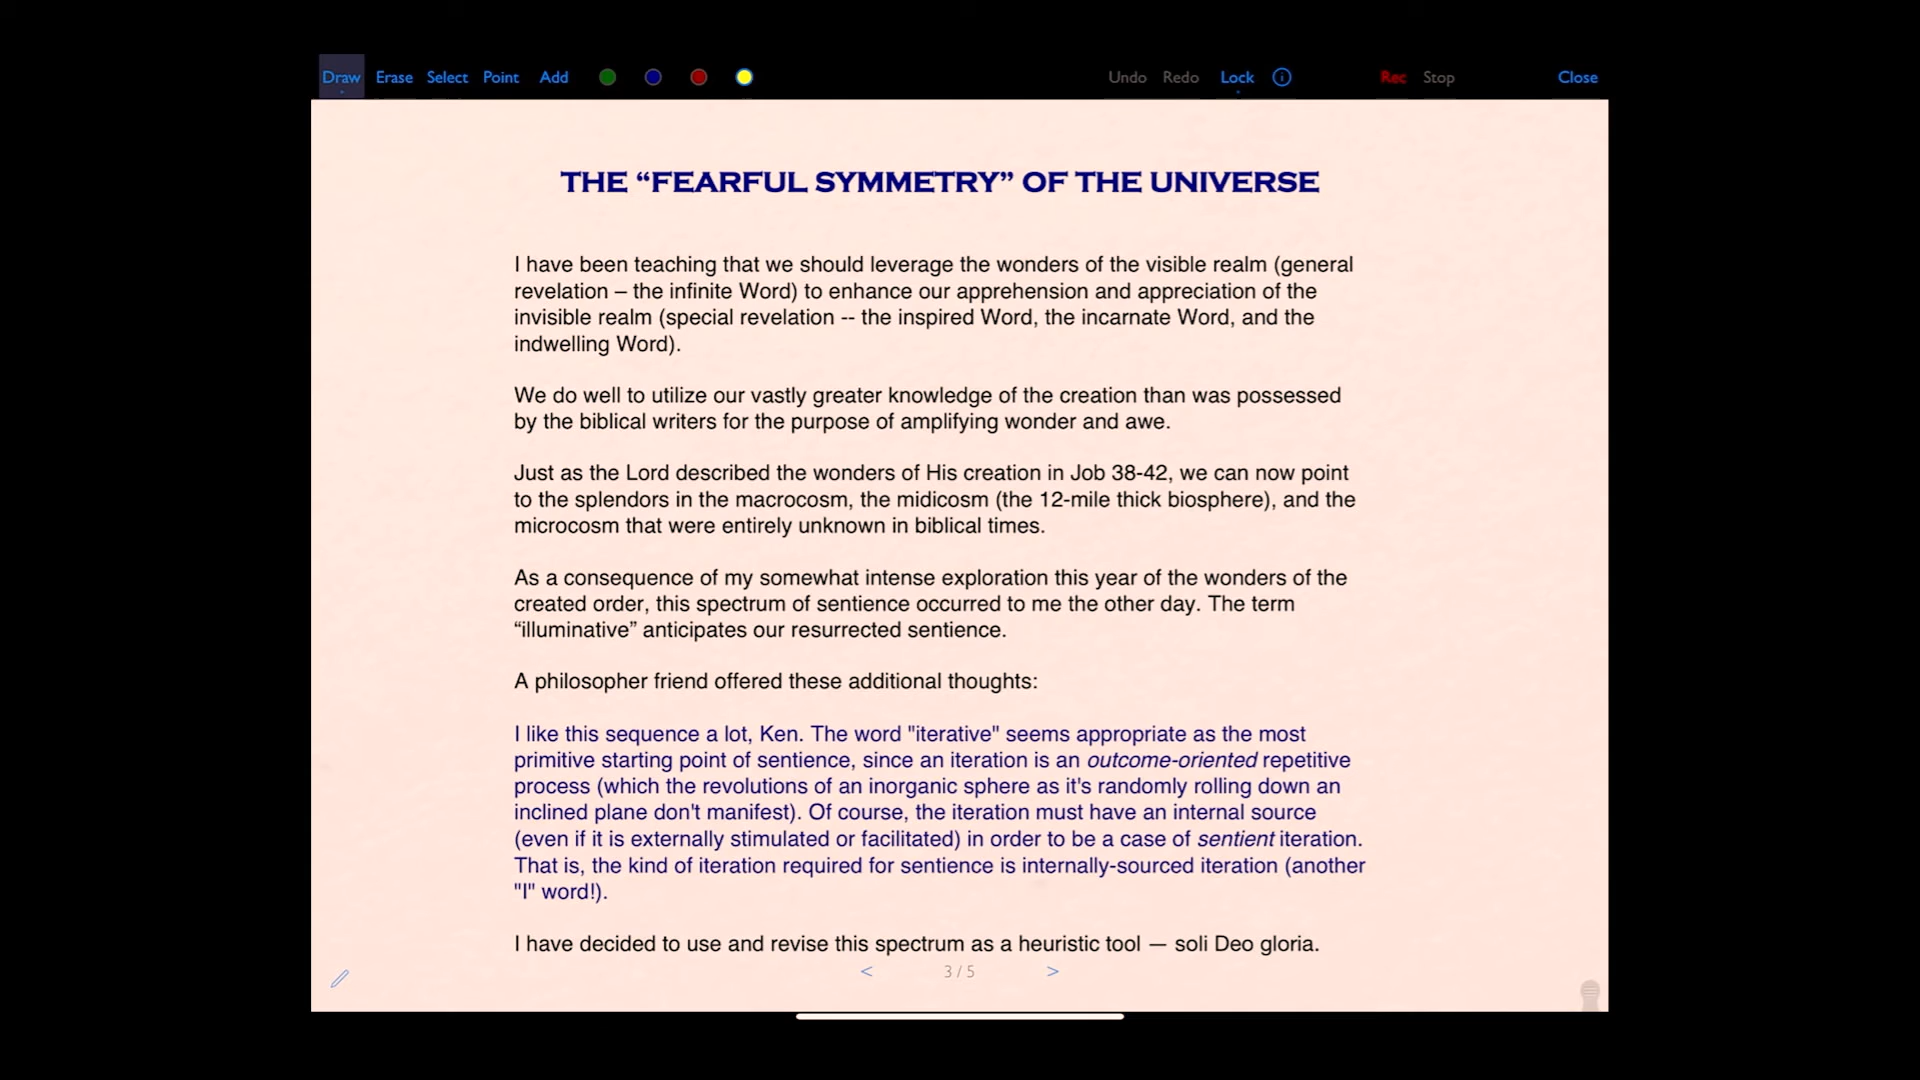 Draw Erase Select Point Add Undo Redo Lock Rec Stop Close
THE “FEARFUL SYMMETRY” OF THE UNIVERSE
I have been teaching that we should leverage the wonders of the visible realm (general
revelation – the infinite Word) to enhance our apprehension and appreciation of the
invisible realm (special revelation -- the inspired Word, the incarnate Word, and the
indwelling Word).
We do well to utilize our vastly greater knowledge of the creation than was possessed
by the biblical writers for the purpose of amplifying wonder and awe.
Just as the Lord described the wonders of His creation in Job 38-42, we can now point
to the splendors in the macrocosm, the midicosm (the 12-mile thick biosphere), and the
microcosm that were entirely unknown in biblical times.
As a consequence of my somewhat intense exploration this year of the wonders of the
created order, this spectrum of sentience occurred to me the other day. The term
“illuminative” anticipates our resurrected sentience.
A philosopher friend offered these additional thoughts:
I like this sequence a lot, Ken. The word "iterative" seems appropriate as the most
primitive starting point of sentience, since an iteration is an outcome-oriented repetitive
process (which the revolutions of an inorganic sphere as it's randomly rolling down an
inclined plane don't manifest). Of course, the iteration must have an internal source
(even if it is externally stimulated or facilitated) in order to be a case of sentient iteration.
That is, the kind of iteration required for sentience is internally-sourced iteration (another
"I" word!).
I have decided to use and revise this spectrum as a heuristic tool — soli Deo gloria.
< 3 / 5 >